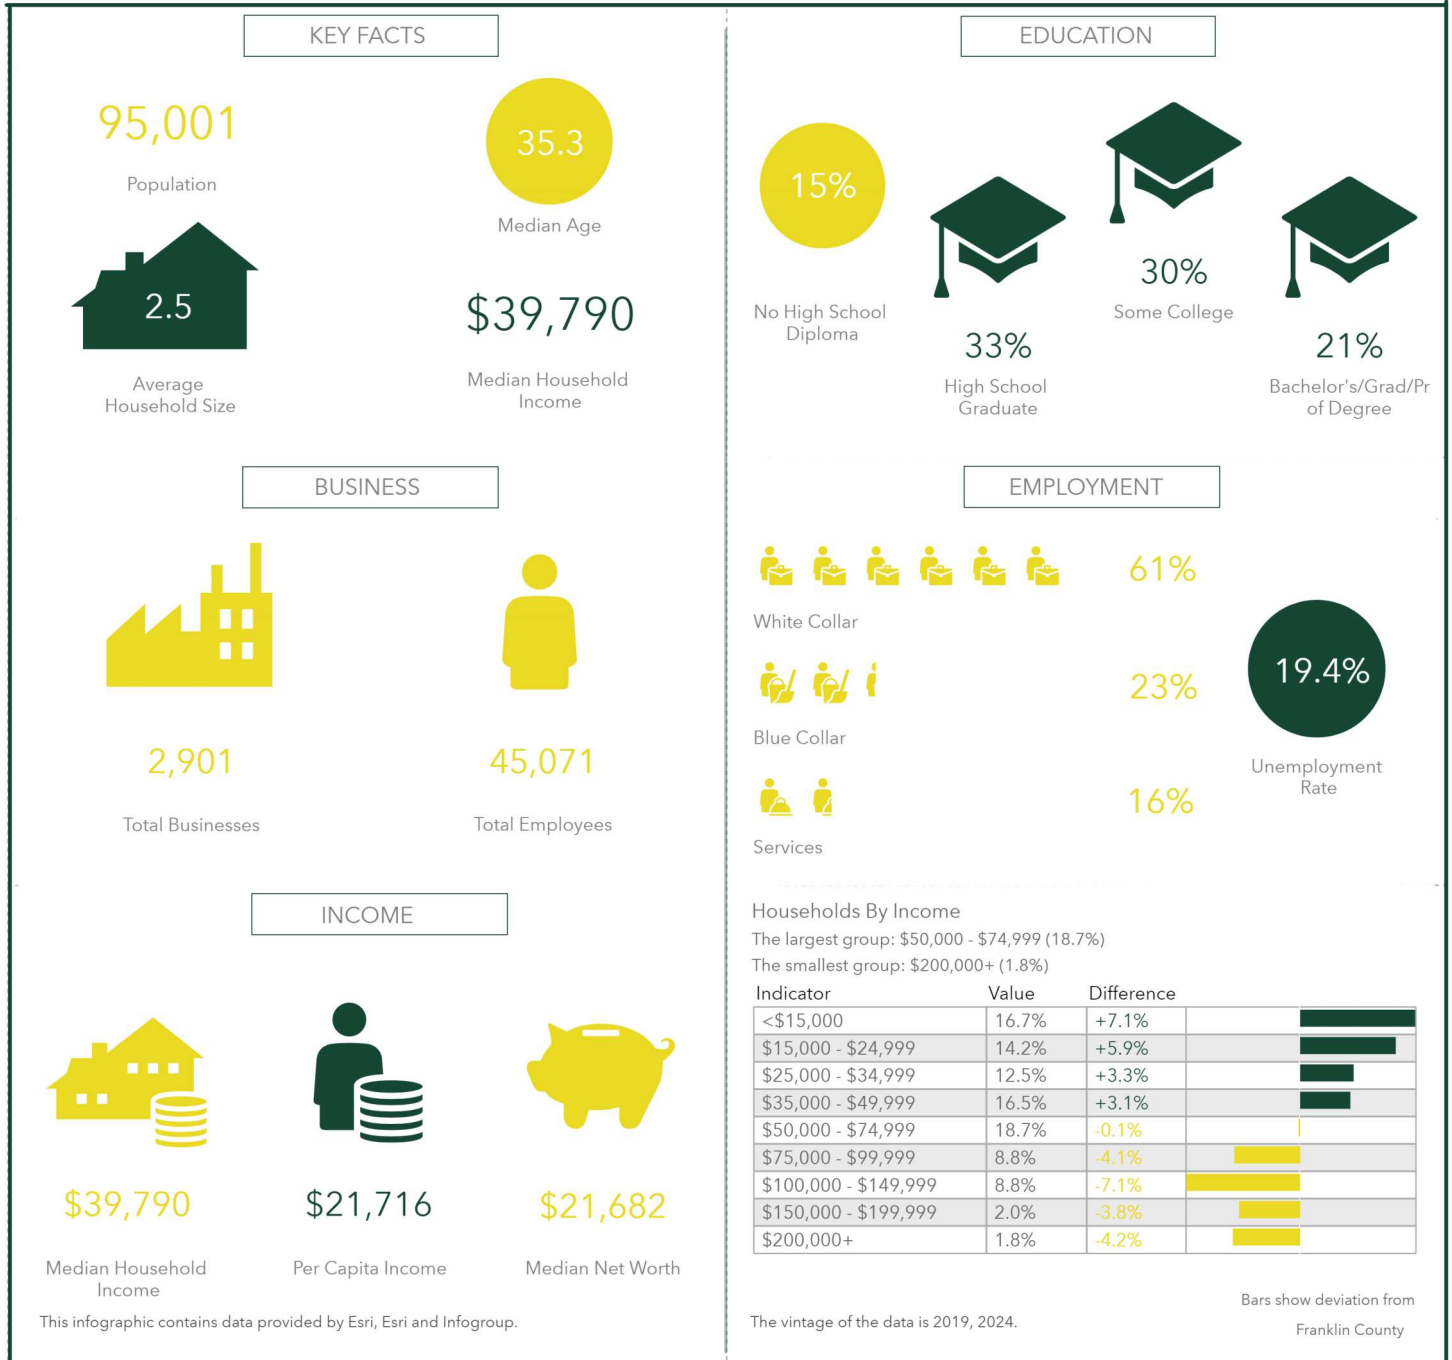 KEY FACTS
95,001
Population
35.3
Median Age
2.5
Average
Household Size
$39,790
Median Household
Income
EDUCATION
15%
No High School
Diploma
33%
High School
Graduate
30%
Some College
21%
Bachelor's/Grad/Pr
of Degree
BUSINESS
2,901
Total Businesses
45,071
Total Employees
EMPLOYMENT
61%
White Collar
23%
Blue Collar
16%
Services
19.4%
Unemployment
Rate
INCOME
$39,790
Median Household
Income
$21,716
Per Capita Income
$21,682
Median Net Worth
This infographic contains data provided by Esri, Esri and Infogroup.
Households By Income
The largest group: $50,000 - $74,999 (18.7%)
The smallest group: $200,000+ (1.8%)
Indicator Value Difference
<$15,000 16.7% +7.1%
$15,000 - $24,999 14.2% +5.9%
$25,000 - $34,999 12.5% +3.3%
$35,000 - $49,999 16.5% +3.1%
$50,000 - $74,999 18.7% -0.1%
$75,000 - $99,999 8.8% -4.1%
$100,000 - $149,999 8.8% -7.1%
$150,000 - $199,999 2.0% -3.8%
$200,000+ 1.8% -4.2%
Bars show deviation from
Franklin County
The vintage of the data is 2019, 2024.